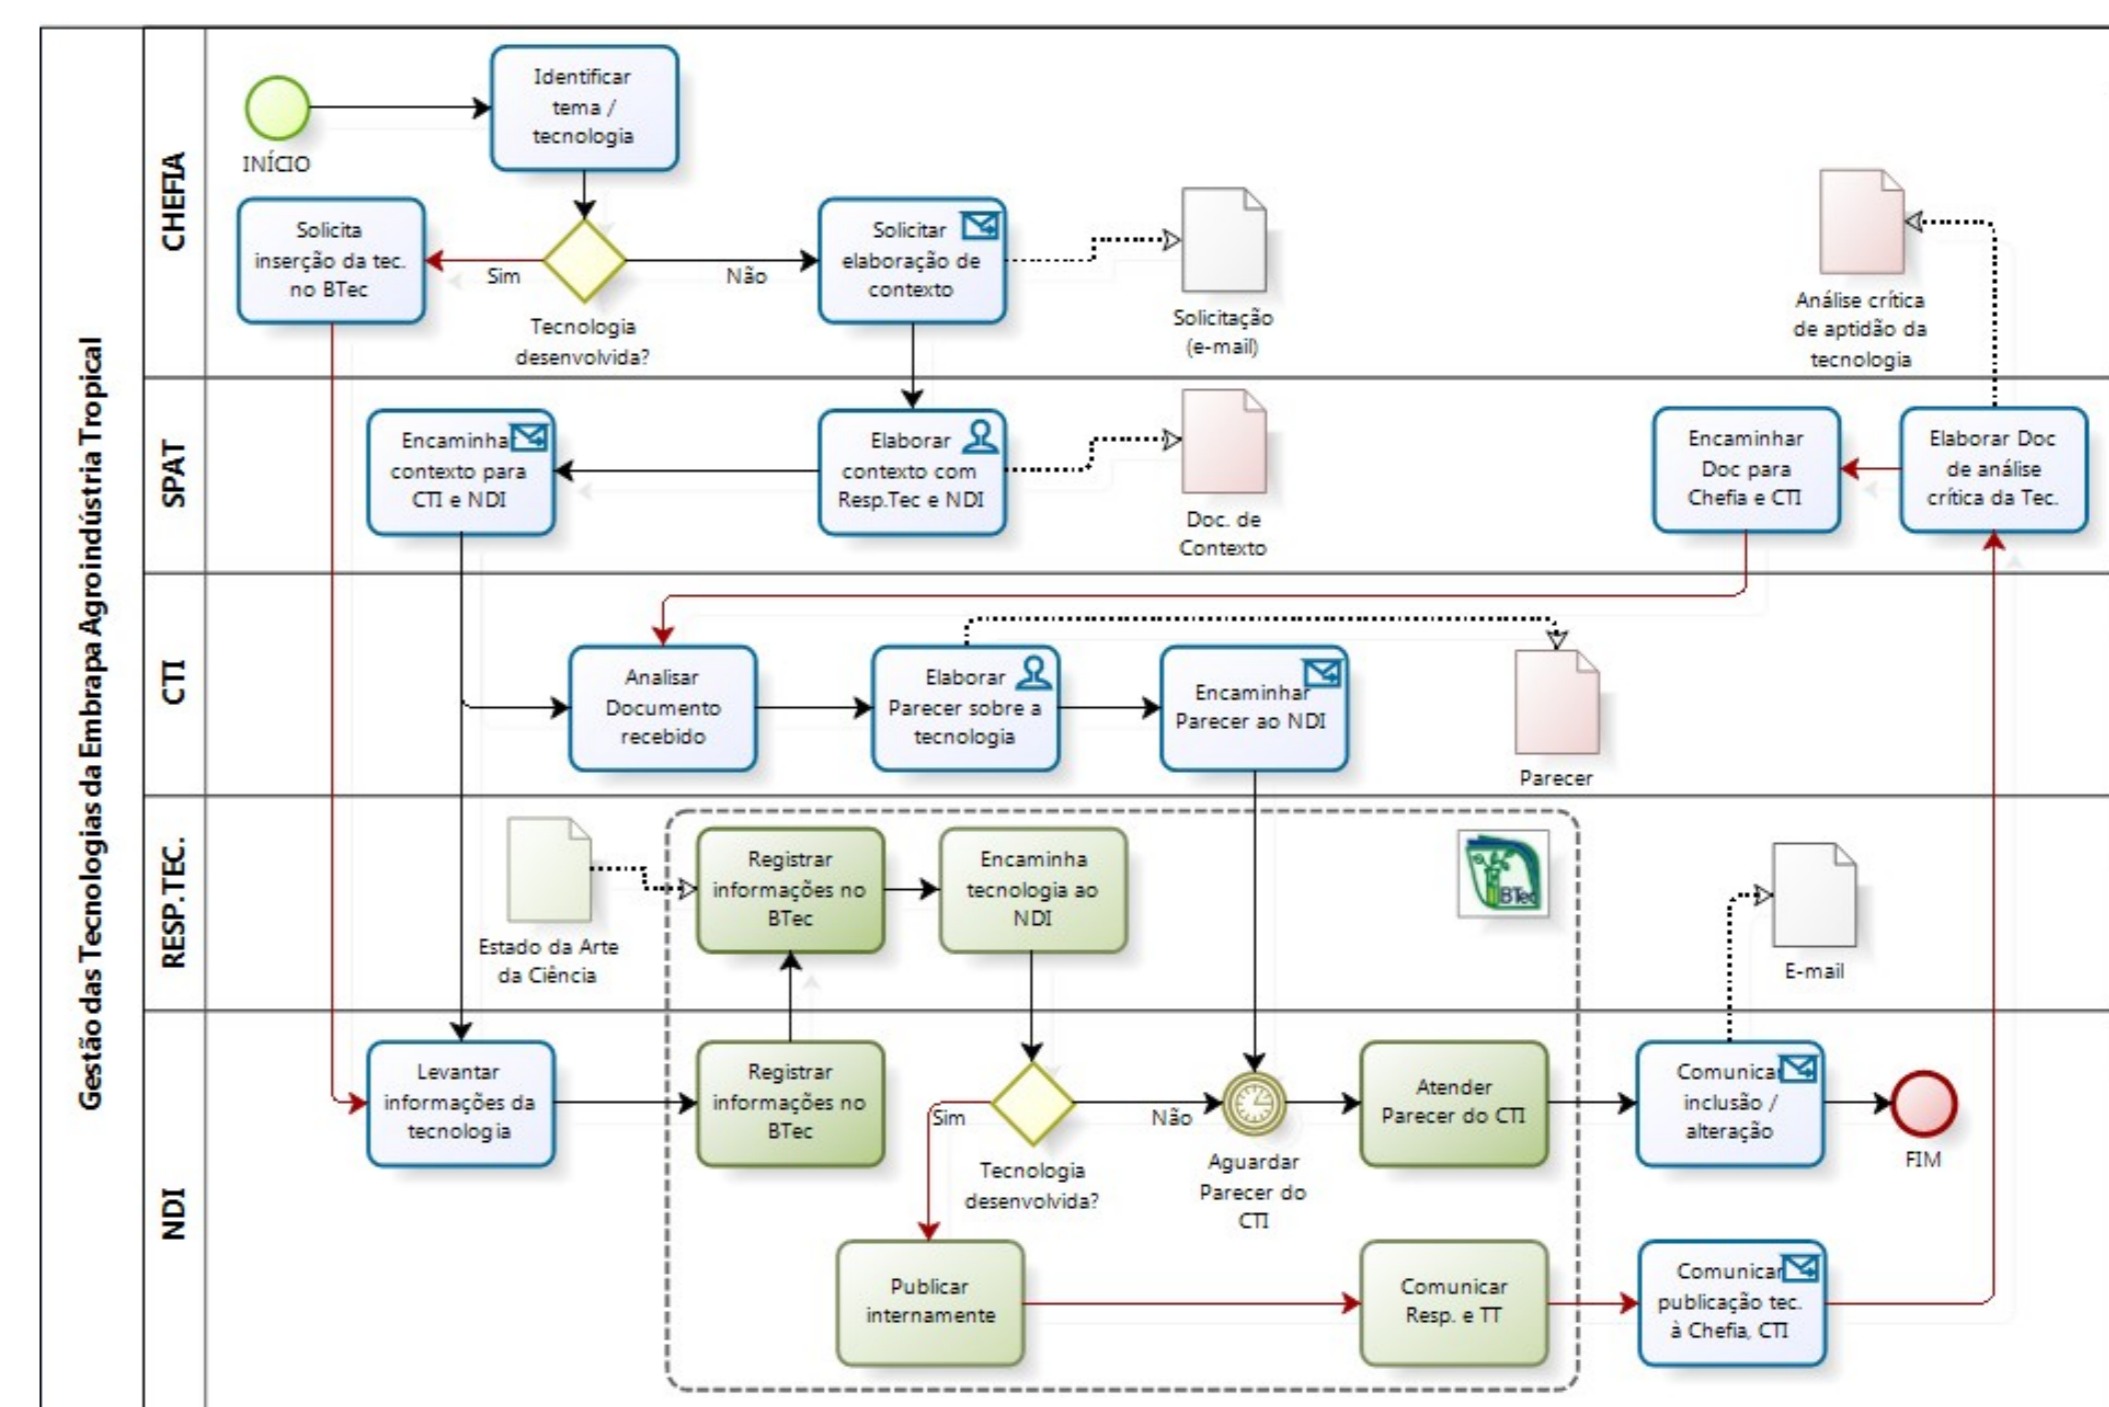 Gestão das Tecnologias da Embrapa Agroindústria Tropical
CHEFIA
INÍCIO
Identificar
tema /
tecnologia
Solicita
inserção da tec.
no BTec
Sim
Tecnologia
desenvolvida?
Não
Solicitar
elaboração de
contexto
Solicitação
(e-mail)
Análise crítica
de aptidão da
tecnologia
SPAT
Encaminha
contexto para
CTI e NDI
Elaborar
contexto com
Resp.Tec e NDI
Doc. de
Contexto
Encaminhar
Doc para
Chefia e CTI
Elaborar Doc
de análise
crítica da Tec.
CTI
Analisar
Documento
recebido
Elaborar
Parecer sobre a
tecnologia
Encaminhar
Parecer ao NDI
Parecer
RESP. TEC.
Estado da Arte
da Ciência
Registrar
informações no
BTec
Encaminha
tecnologia ao
NDI
BTec
E-mail
NDI
Levantar
informações da
tecnologia
Registrar
informações no
BTec
Sim
Tecnologia
desenvolvida?
Não
Aguardar
Parecer do
CTI
Atender
Parecer do CTI
Comunicar
inclusão /
alteração
FIM
Publicar
internamente
Comunicar
Resp. e TT
Comunicar
publicação tec.
à Chefia, CTI